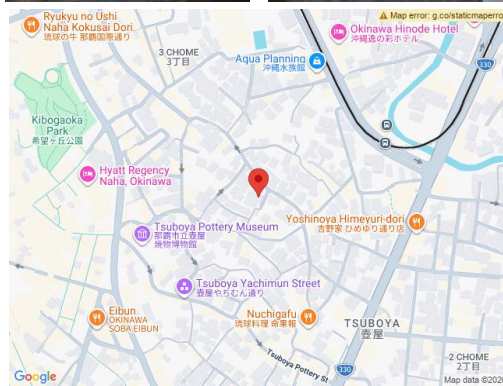 Ryukyu no Ushi
Naha Kokusai Dori
琉球の牛 那覇国際通り
3 CHOME
3丁目
⚠ Map error: g.co/staticmaperro
Okinawa Hinode Hotel
沖縄逸の彩ホテル
Aqua Planning
沖縄水族館
330
Kibogaoka
Park
希望ヶ丘公園
Hyatt Regency
Naha, Okinawa
Tsuboya Pottery Museum
那覇市立壺屋
焼物博物館
Yoshinoya Himeyuri-dori
吉野家 ひめゆり通り店
Tsuboya Yachimun Street
壺屋やちむん通り
Eibun
OKINAWA
SOBA EIBUN
Nuchigafu
琉球料理 命果報
TSUBOYA
壺屋
Tsuboya Pottery St
330
2 CHOME
2丁目
Google
Map data ©202